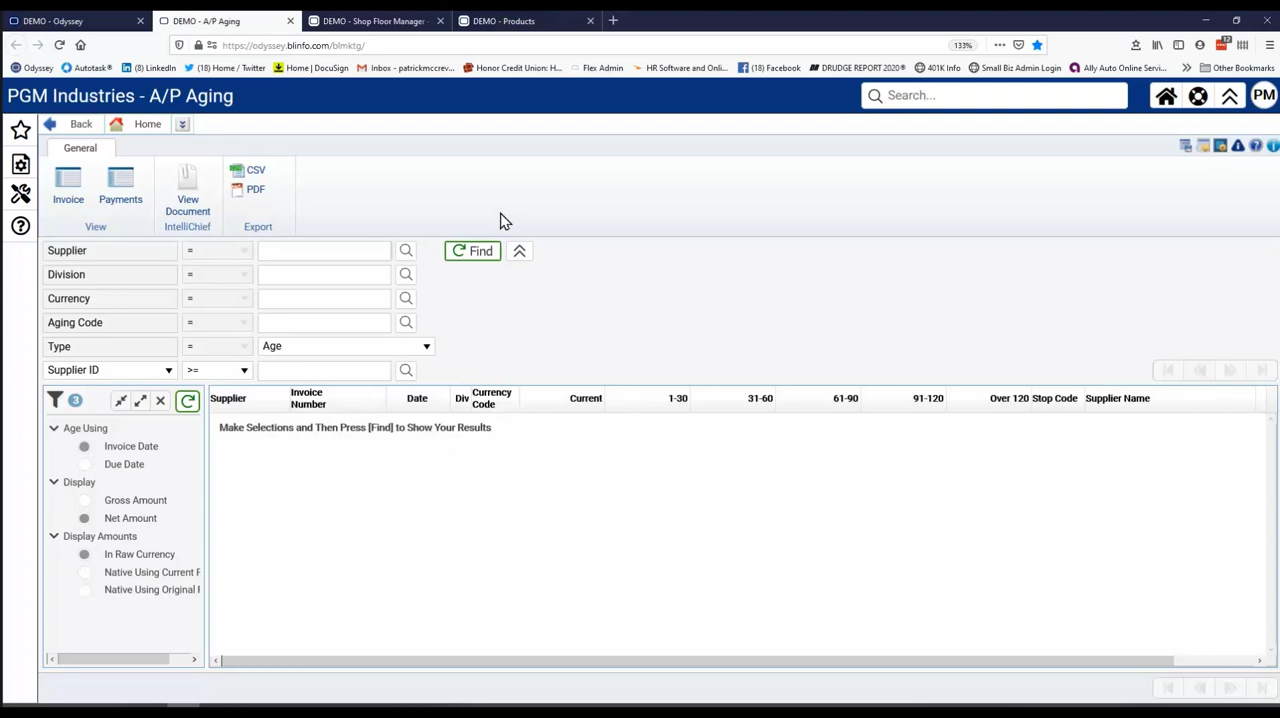 DEMO - Odyssey × DEMO - A/P Aging × DEMO - Shop Floor Manager - × DEMO - Products × +
https://odyssey.blinfo.com/blmktg/ 133%
Odyssey Autotask® (8) LinkedIn (18) Home / Twitter Home | DocuSign Inbox - patrickmccrev... Honor Credit Union: H... Flex Admin HR Software and Onli... (18) Facebook DRUDGE REPORT 2020® 401K Info Small Biz Admin Login Ally Auto Online Servi... Other Bookmarks
PGM Industries - A/P Aging Search... PM
Back Home
General
CSV
PDF
Invoice Payments View Document
View IntelliChief Export
Supplier = Find
Division =
Currency =
Aging Code =
Type = Age
Supplier ID >=
3 Supplier Invoice Number Date Div Currency Code Current 1-30 31-60 61-90 91-120 Over 120 Stop Code Supplier Name
Make Selections and Then Press [Find] to Show Your Results
Age Using
Invoice Date
Due Date
Display
Gross Amount
Net Amount
Display Amounts
In Raw Currency
Native Using Current
Native Using Original